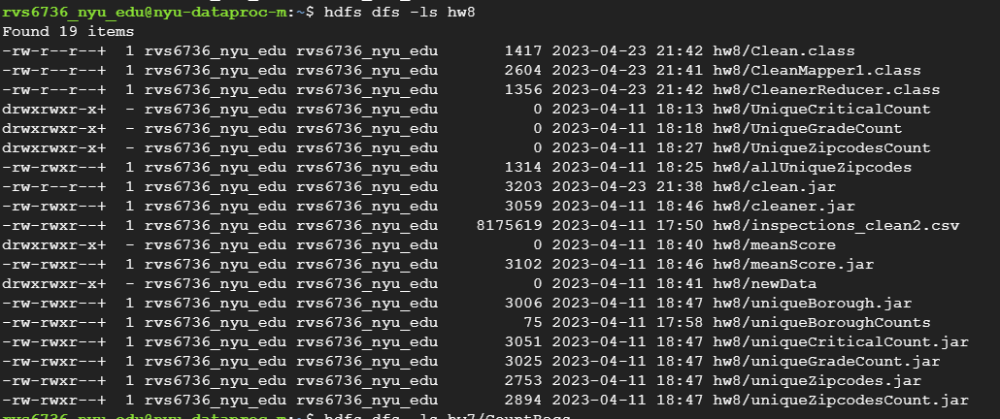 rvs6736_nyu_edu@nyu-dataproc-m:~$ hdfs dfs -ls hw8
Found 19 items
-rw-r--r--+  1 rvs6736_nyu_edu rvs6736_nyu_edu       1417 2023-04-23 21:42 hw8/Clean.class
-rw-r--r--+  1 rvs6736_nyu_edu rvs6736_nyu_edu       2604 2023-04-23 21:41 hw8/CleanMapper1.class
-rw-r--r--+  1 rvs6736_nyu_edu rvs6736_nyu_edu       1356 2023-04-23 21:42 hw8/CleanerReducer.class
drwxrwxr-x+  - rvs6736_nyu_edu rvs6736_nyu_edu          0 2023-04-11 18:13 hw8/UniqueCriticalCount
drwxrwxr-x+  - rvs6736_nyu_edu rvs6736_nyu_edu          0 2023-04-11 18:18 hw8/UniqueGradeCount
drwxrwxr-x+  - rvs6736_nyu_edu rvs6736_nyu_edu          0 2023-04-11 18:27 hw8/UniqueZipcodesCount
-rw-rwxr--+  1 rvs6736_nyu_edu rvs6736_nyu_edu       1314 2023-04-11 18:25 hw8/allUniqueZipcodes
-rw-r--r--+  1 rvs6736_nyu_edu rvs6736_nyu_edu       3203 2023-04-23 21:38 hw8/clean.jar
-rw-rwxr--+  1 rvs6736_nyu_edu rvs6736_nyu_edu       3059 2023-04-11 18:46 hw8/cleaner.jar
-rw-rwxr--+  1 rvs6736_nyu_edu rvs6736_nyu_edu    8175619 2023-04-11 17:50 hw8/inspections_clean2.csv
drwxrwxr-x+  - rvs6736_nyu_edu rvs6736_nyu_edu          0 2023-04-11 18:40 hw8/meanScore
-rw-rwxr--+  1 rvs6736_nyu_edu rvs6736_nyu_edu       3102 2023-04-11 18:46 hw8/meanScore.jar
drwxrwxr-x+  - rvs6736_nyu_edu rvs6736_nyu_edu          0 2023-04-11 18:41 hw8/newData
-rw-rwxr--+  1 rvs6736_nyu_edu rvs6736_nyu_edu       3006 2023-04-11 18:47 hw8/uniqueBorough.jar
-rw-rwxr--+  1 rvs6736_nyu_edu rvs6736_nyu_edu         75 2023-04-11 17:58 hw8/uniqueBoroughCounts
-rw-rwxr--+  1 rvs6736_nyu_edu rvs6736_nyu_edu       3051 2023-04-11 18:47 hw8/uniqueCriticalCount.jar
-rw-rwxr--+  1 rvs6736_nyu_edu rvs6736_nyu_edu       3025 2023-04-11 18:47 hw8/uniqueGradeCount.jar
-rw-rwxr--+  1 rvs6736_nyu_edu rvs6736_nyu_edu       2753 2023-04-11 18:47 hw8/uniqueZipcodes.jar
-rw-rwxr--+  1 rvs6736_nyu_edu rvs6736_nyu_edu       2894 2023-04-11 18:47 hw8/uniqueZipcodesCount.jar
rvs6736_nyu_edu@nyu-dataproc-m:~$ hdfs dfs -ls